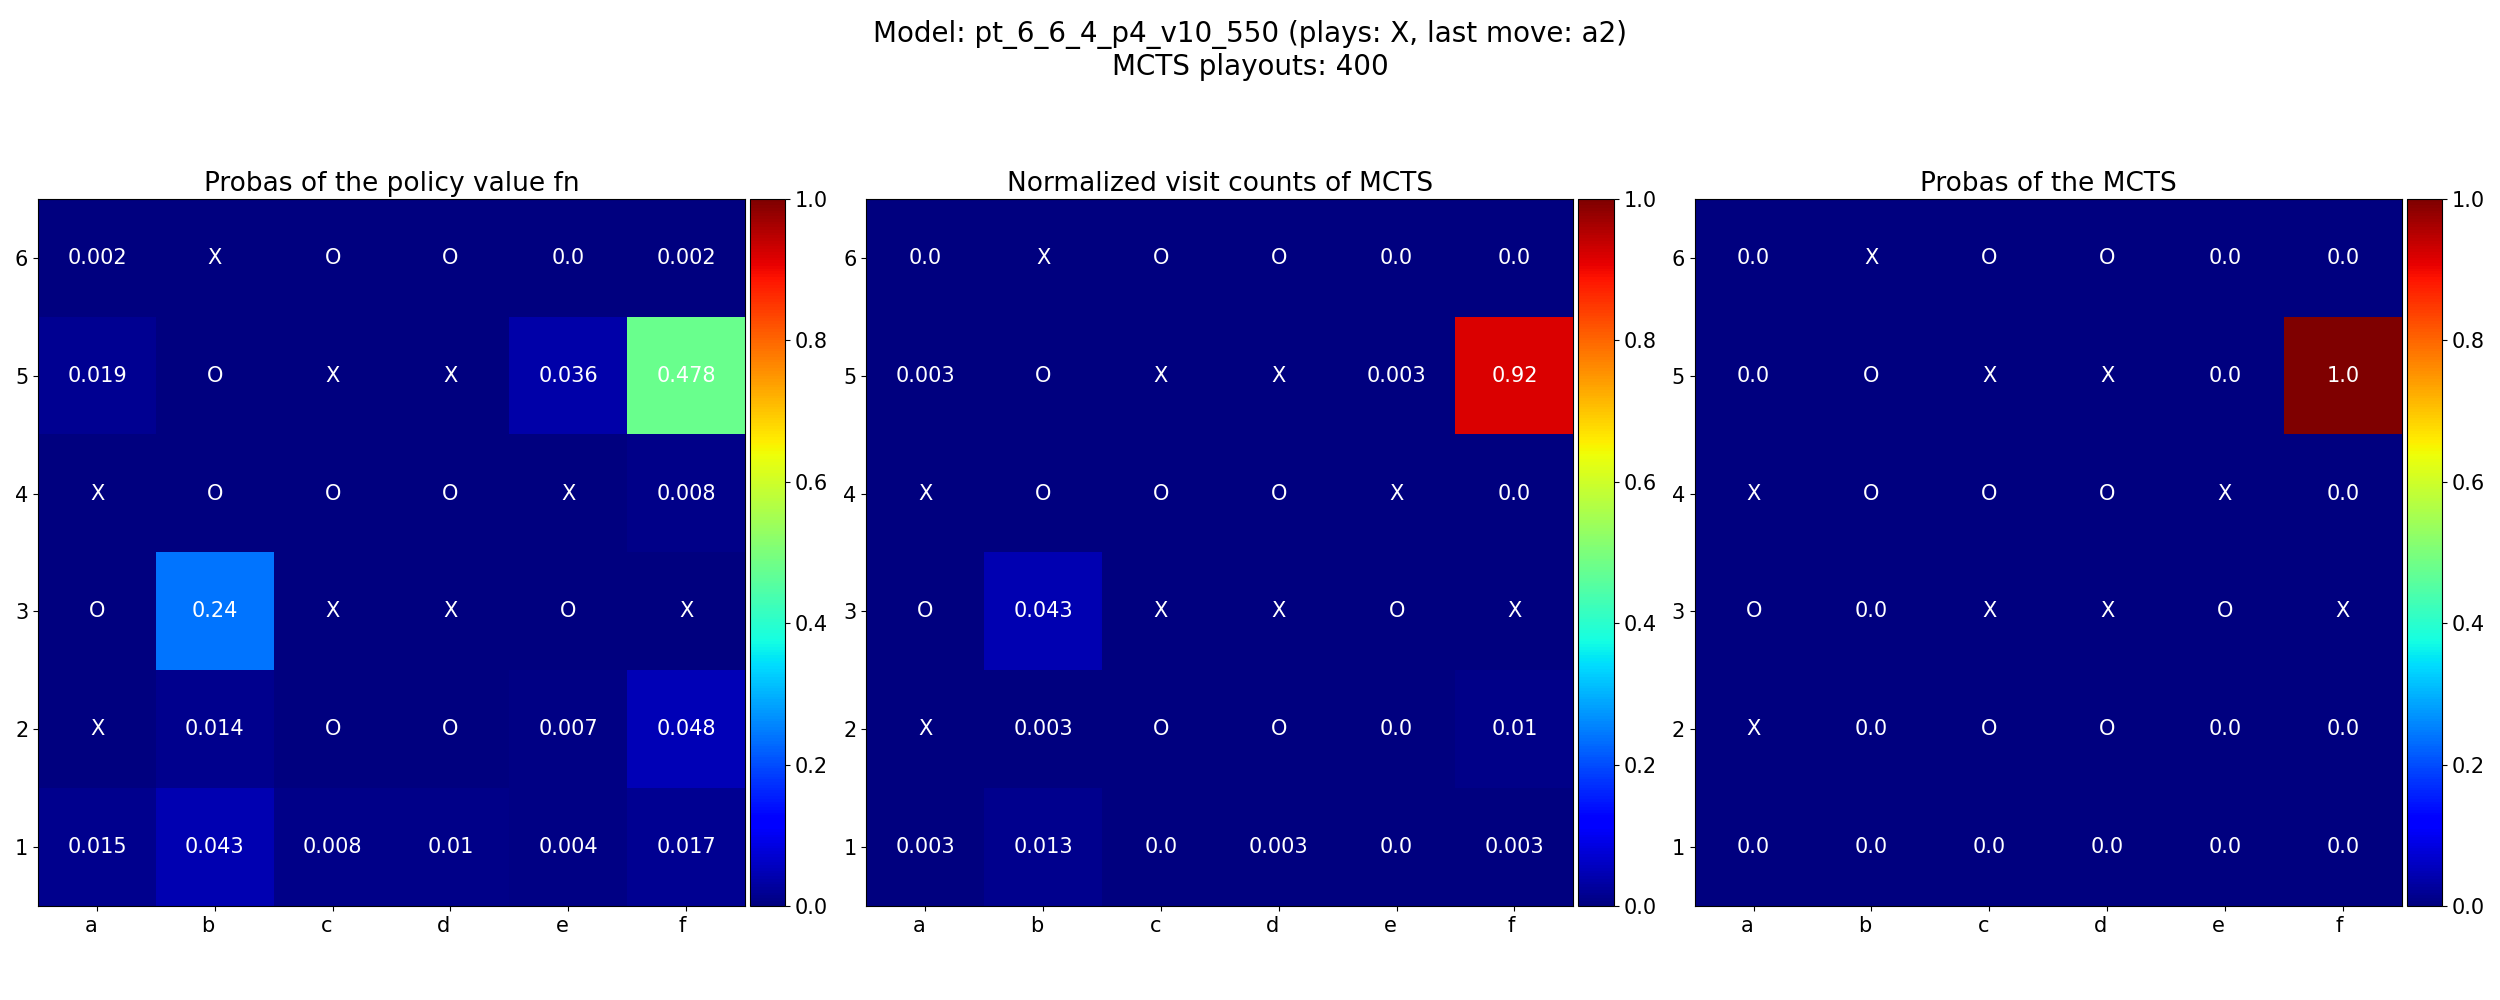 Model: pt_6_6_4_p4_v10_550 (plays: X, last move: a2)
MCTS playouts: 400
Probas of the policy value fn
6 0.002 X O O 0.0 0.002
5 0.019 O X X 0.036 0.478
4 X O O O X 0.008
3 O 0.24 X X O X
2 X 0.014 O O 0.007 0.048
1 0.015 0.043 0.008 0.01 0.004 0.017
a b c d e f
1.0
0.8
0.6
0.4
0.2
0.0
Normalized visit counts of MCTS
6 0.0 X O O 0.0 0.0
5 0.003 O X X 0.003 0.92
4 X O O O X 0.0
3 O 0.043 X X O X
2 X 0.003 O O 0.0 0.01
1 0.003 0.013 0.0 0.003 0.0 0.003
a b c d e f
1.0
0.8
0.6
0.4
0.2
0.0
Probas of the MCTS
6 0.0 X O O 0.0 0.0
5 0.0 O X X 0.0 1.0
4 X O O O X 0.0
3 O 0.0 X X O X
2 X 0.0 O O 0.0 0.0
1 0.0 0.0 0.0 0.0 0.0 0.0
a b c d e f
1.0
0.8
0.6
0.4
0.2
0.0